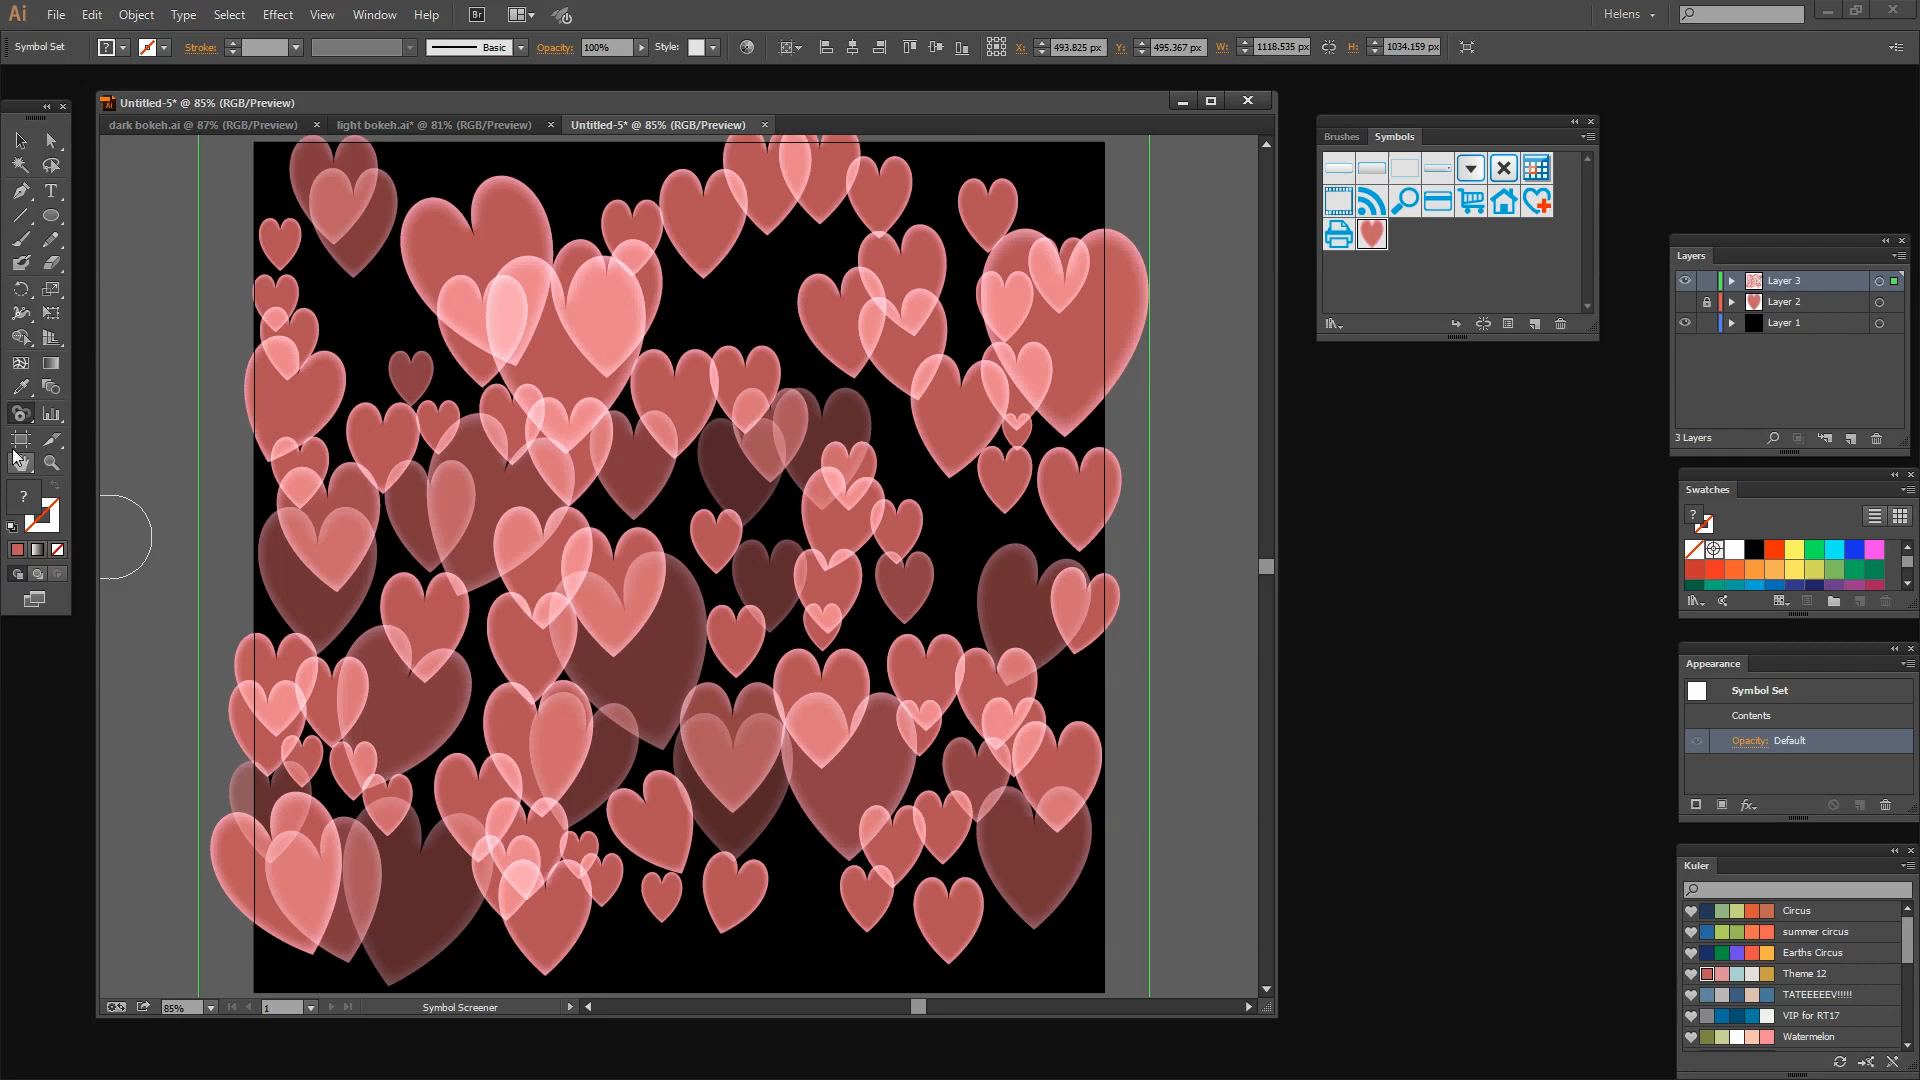 Ai File Edit Object Type Select Effect View Window Help Br Helens
Symbol Set ? Stroke: Basic Opacity: 100% Style: X: 493.825 px Y: 495.367 px W: 1118.535 px H: 1034.159 px
Untitled-5* @ 85% (RGB/Preview)
dark bokeh.ai @ 87% (RGB/Preview) light bokeh.ai* @ 81% (RGB/Preview) Untitled-5* @ 85% (RGB/Preview)
Brushes Symbols
Layers
Layer 3
Layer 2
Layer 1
3 Layers
Swatches
?
?
Appearance
Symbol Set
Contents
Opacity: Default
fx
Kuler
Circus
summer circus
Earths Circus
Theme 12
TATEEEEEV!!!!!
VIP for RT17
Watermelon
85% 1 Symbol Screener